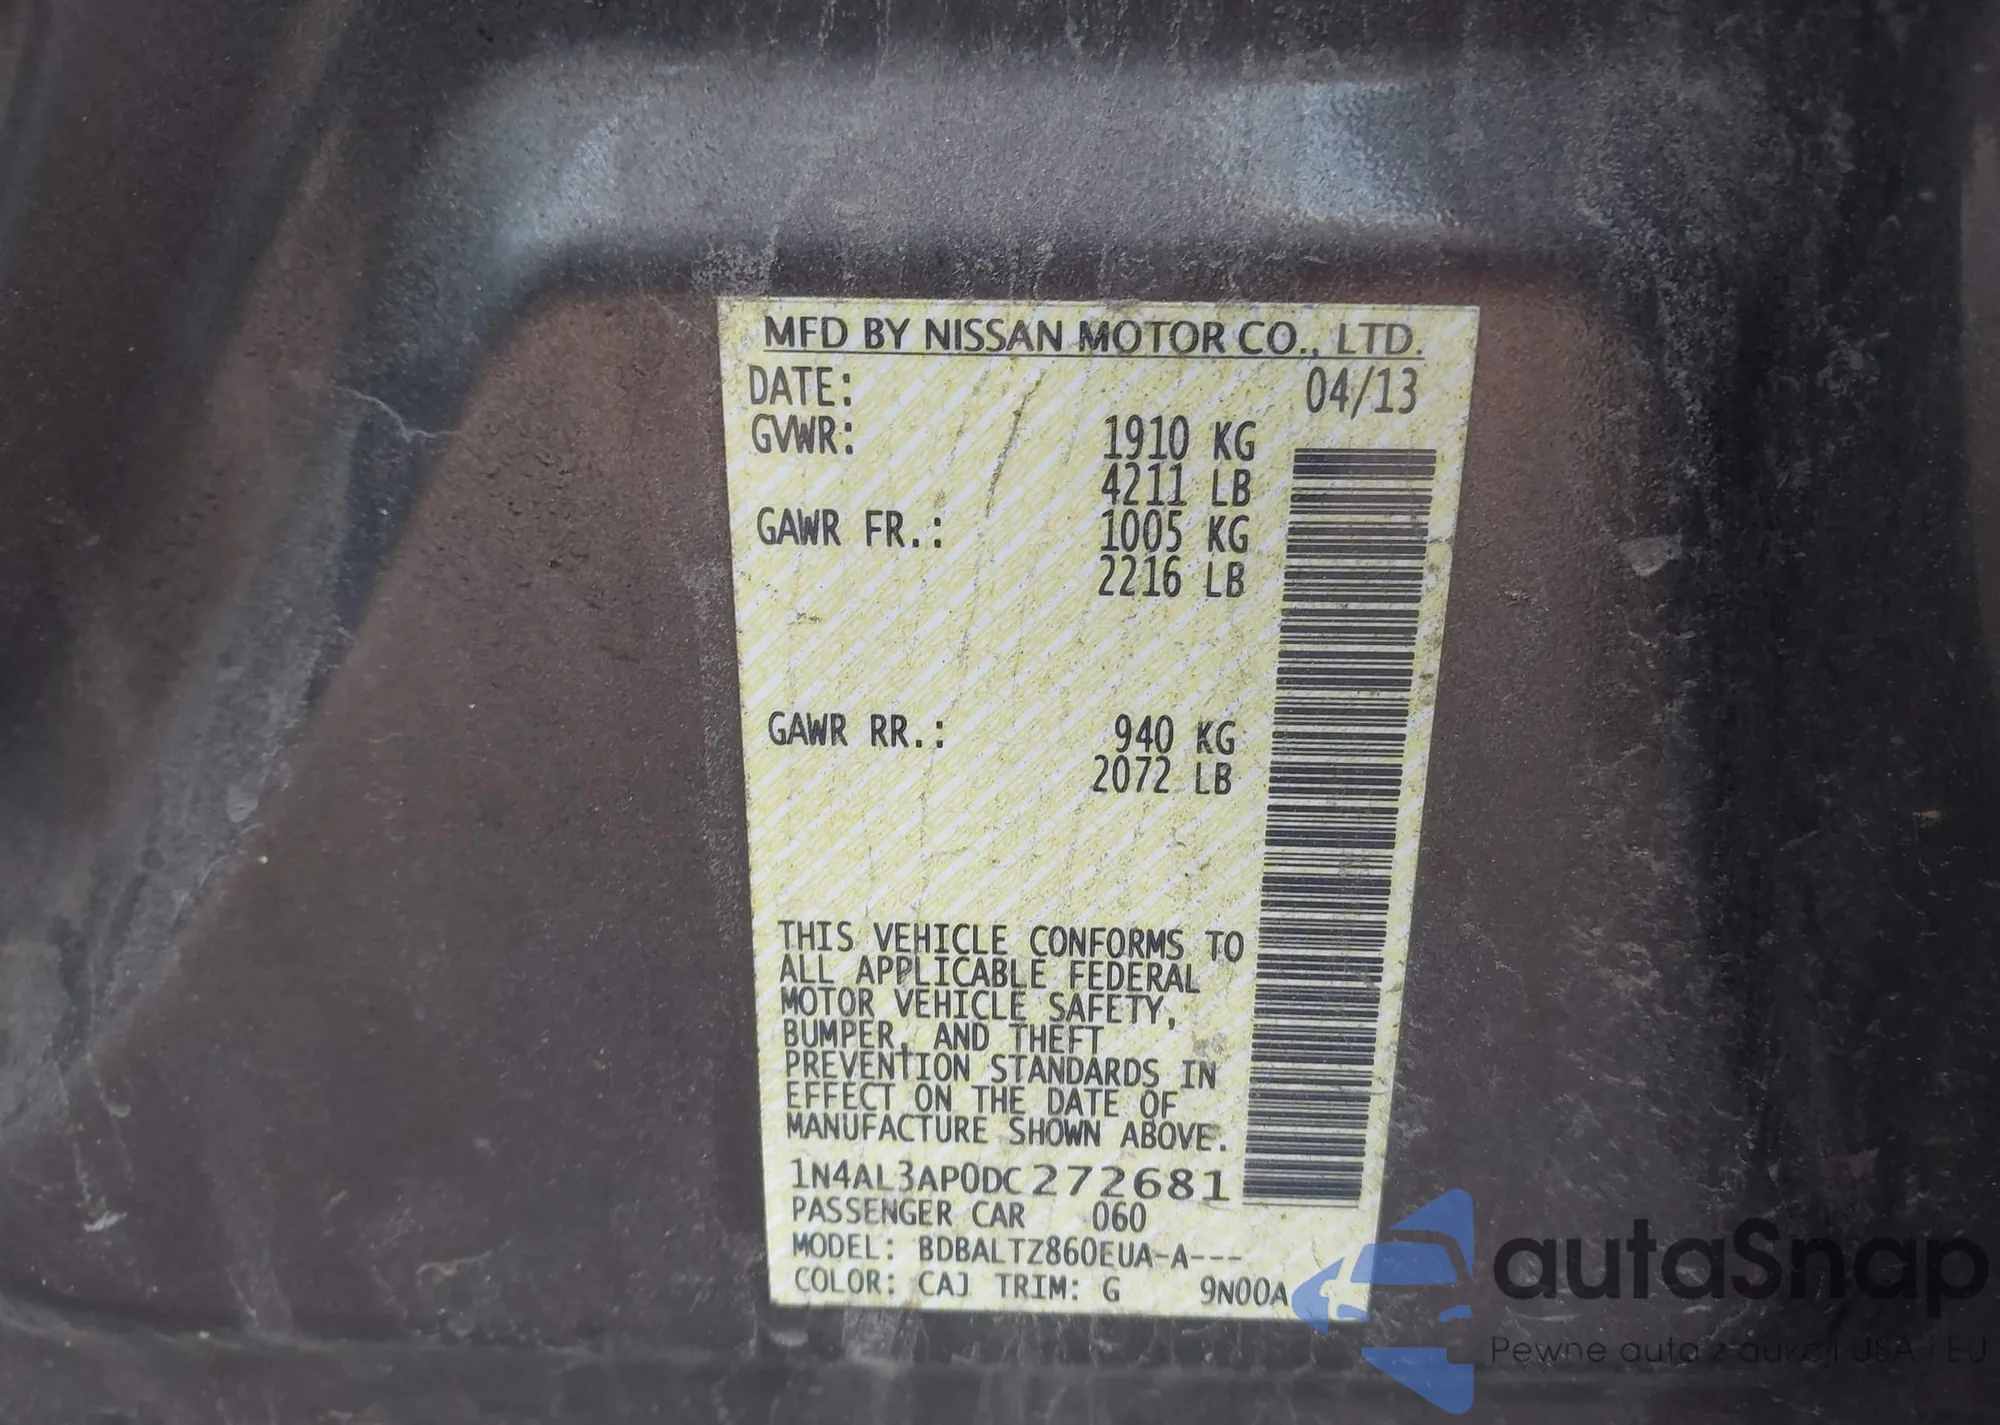 MFD BY NISSAN MOTOR CO., LTD.
DATE: 04/13
GVWR: 1910 KG
4211 LB
GAWR FR.: 1005 KG
2216 LB
GAWR RR.: 940 KG
2072 LB
THIS VEHICLE CONFORMS TO
ALL APPLICABLE FEDERAL
MOTOR VEHICLE SAFETY,
BUMPER, AND THEFT
PREVENTION STANDARDS IN
EFFECT ON THE DATE OF
MANUFACTURE SHOWN ABOVE.
1N4AL3AP0DC272681
PASSENGER CAR 060
MODEL: BDBALTZ860EUA-A---
COLOR: CAJ TRIM: G 9N00A
autaSnap
Pewne auta z aukcji USA i EU